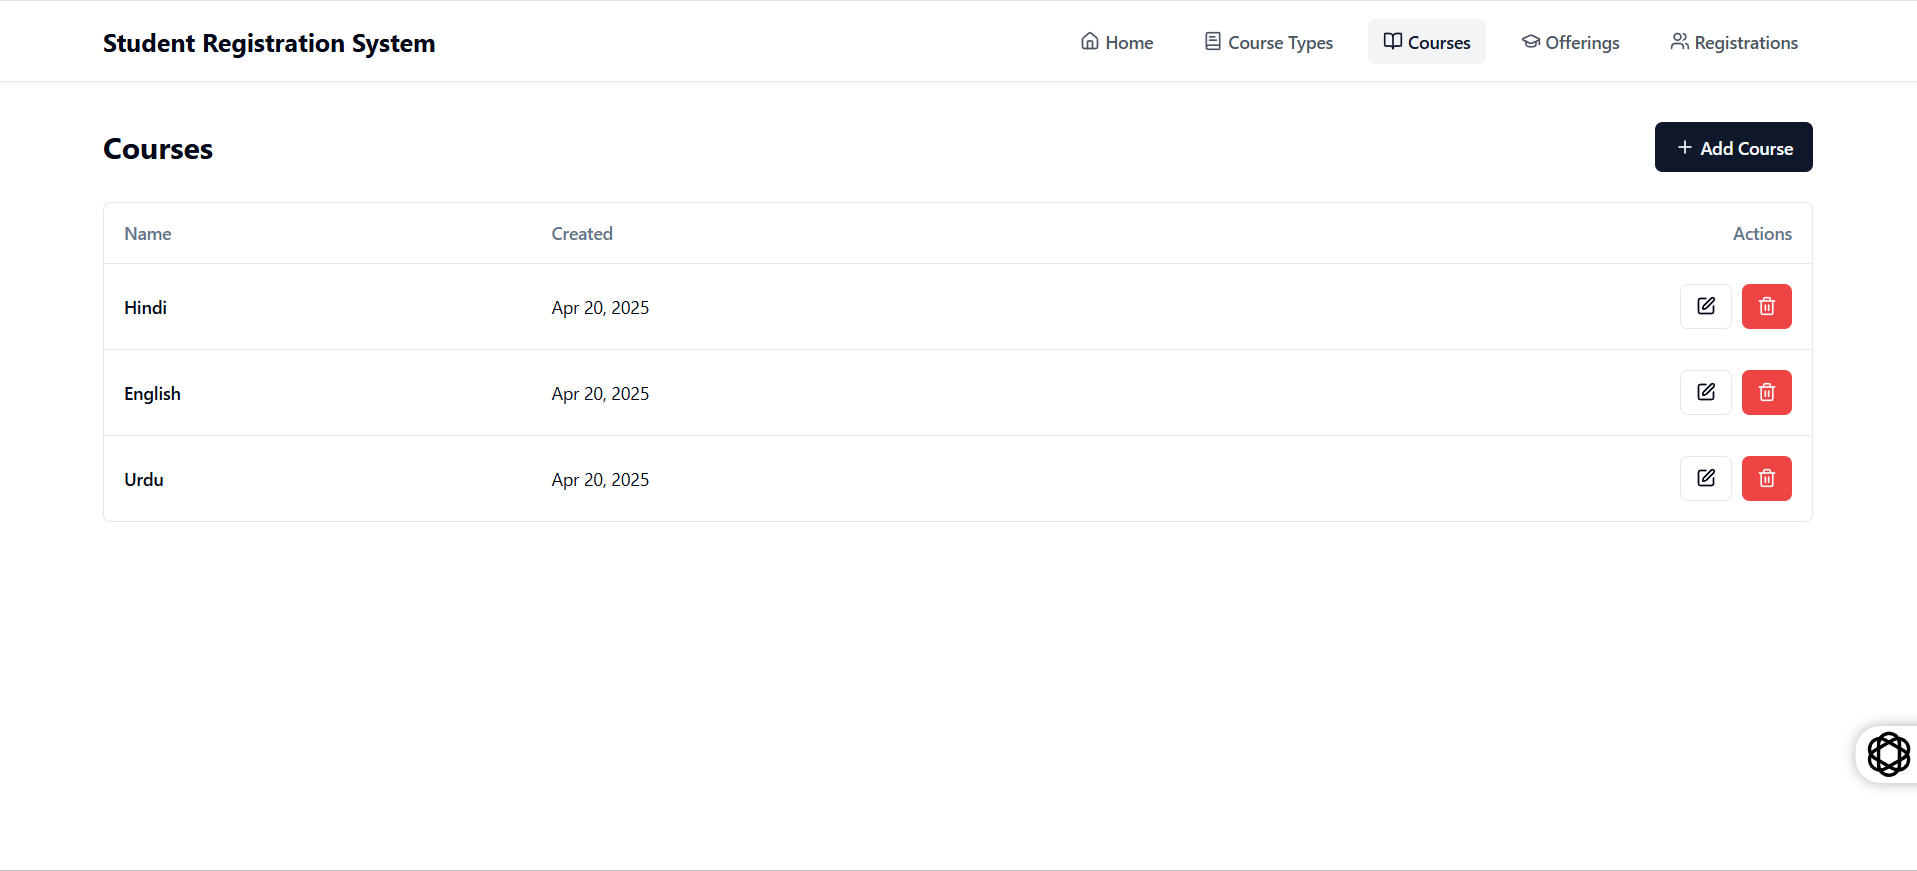 Student Registration System
Home Course Types Courses Offerings Registrations
Courses
+ Add Course
Name Created Actions
Hindi Apr 20, 2025
English Apr 20, 2025
Urdu Apr 20, 2025